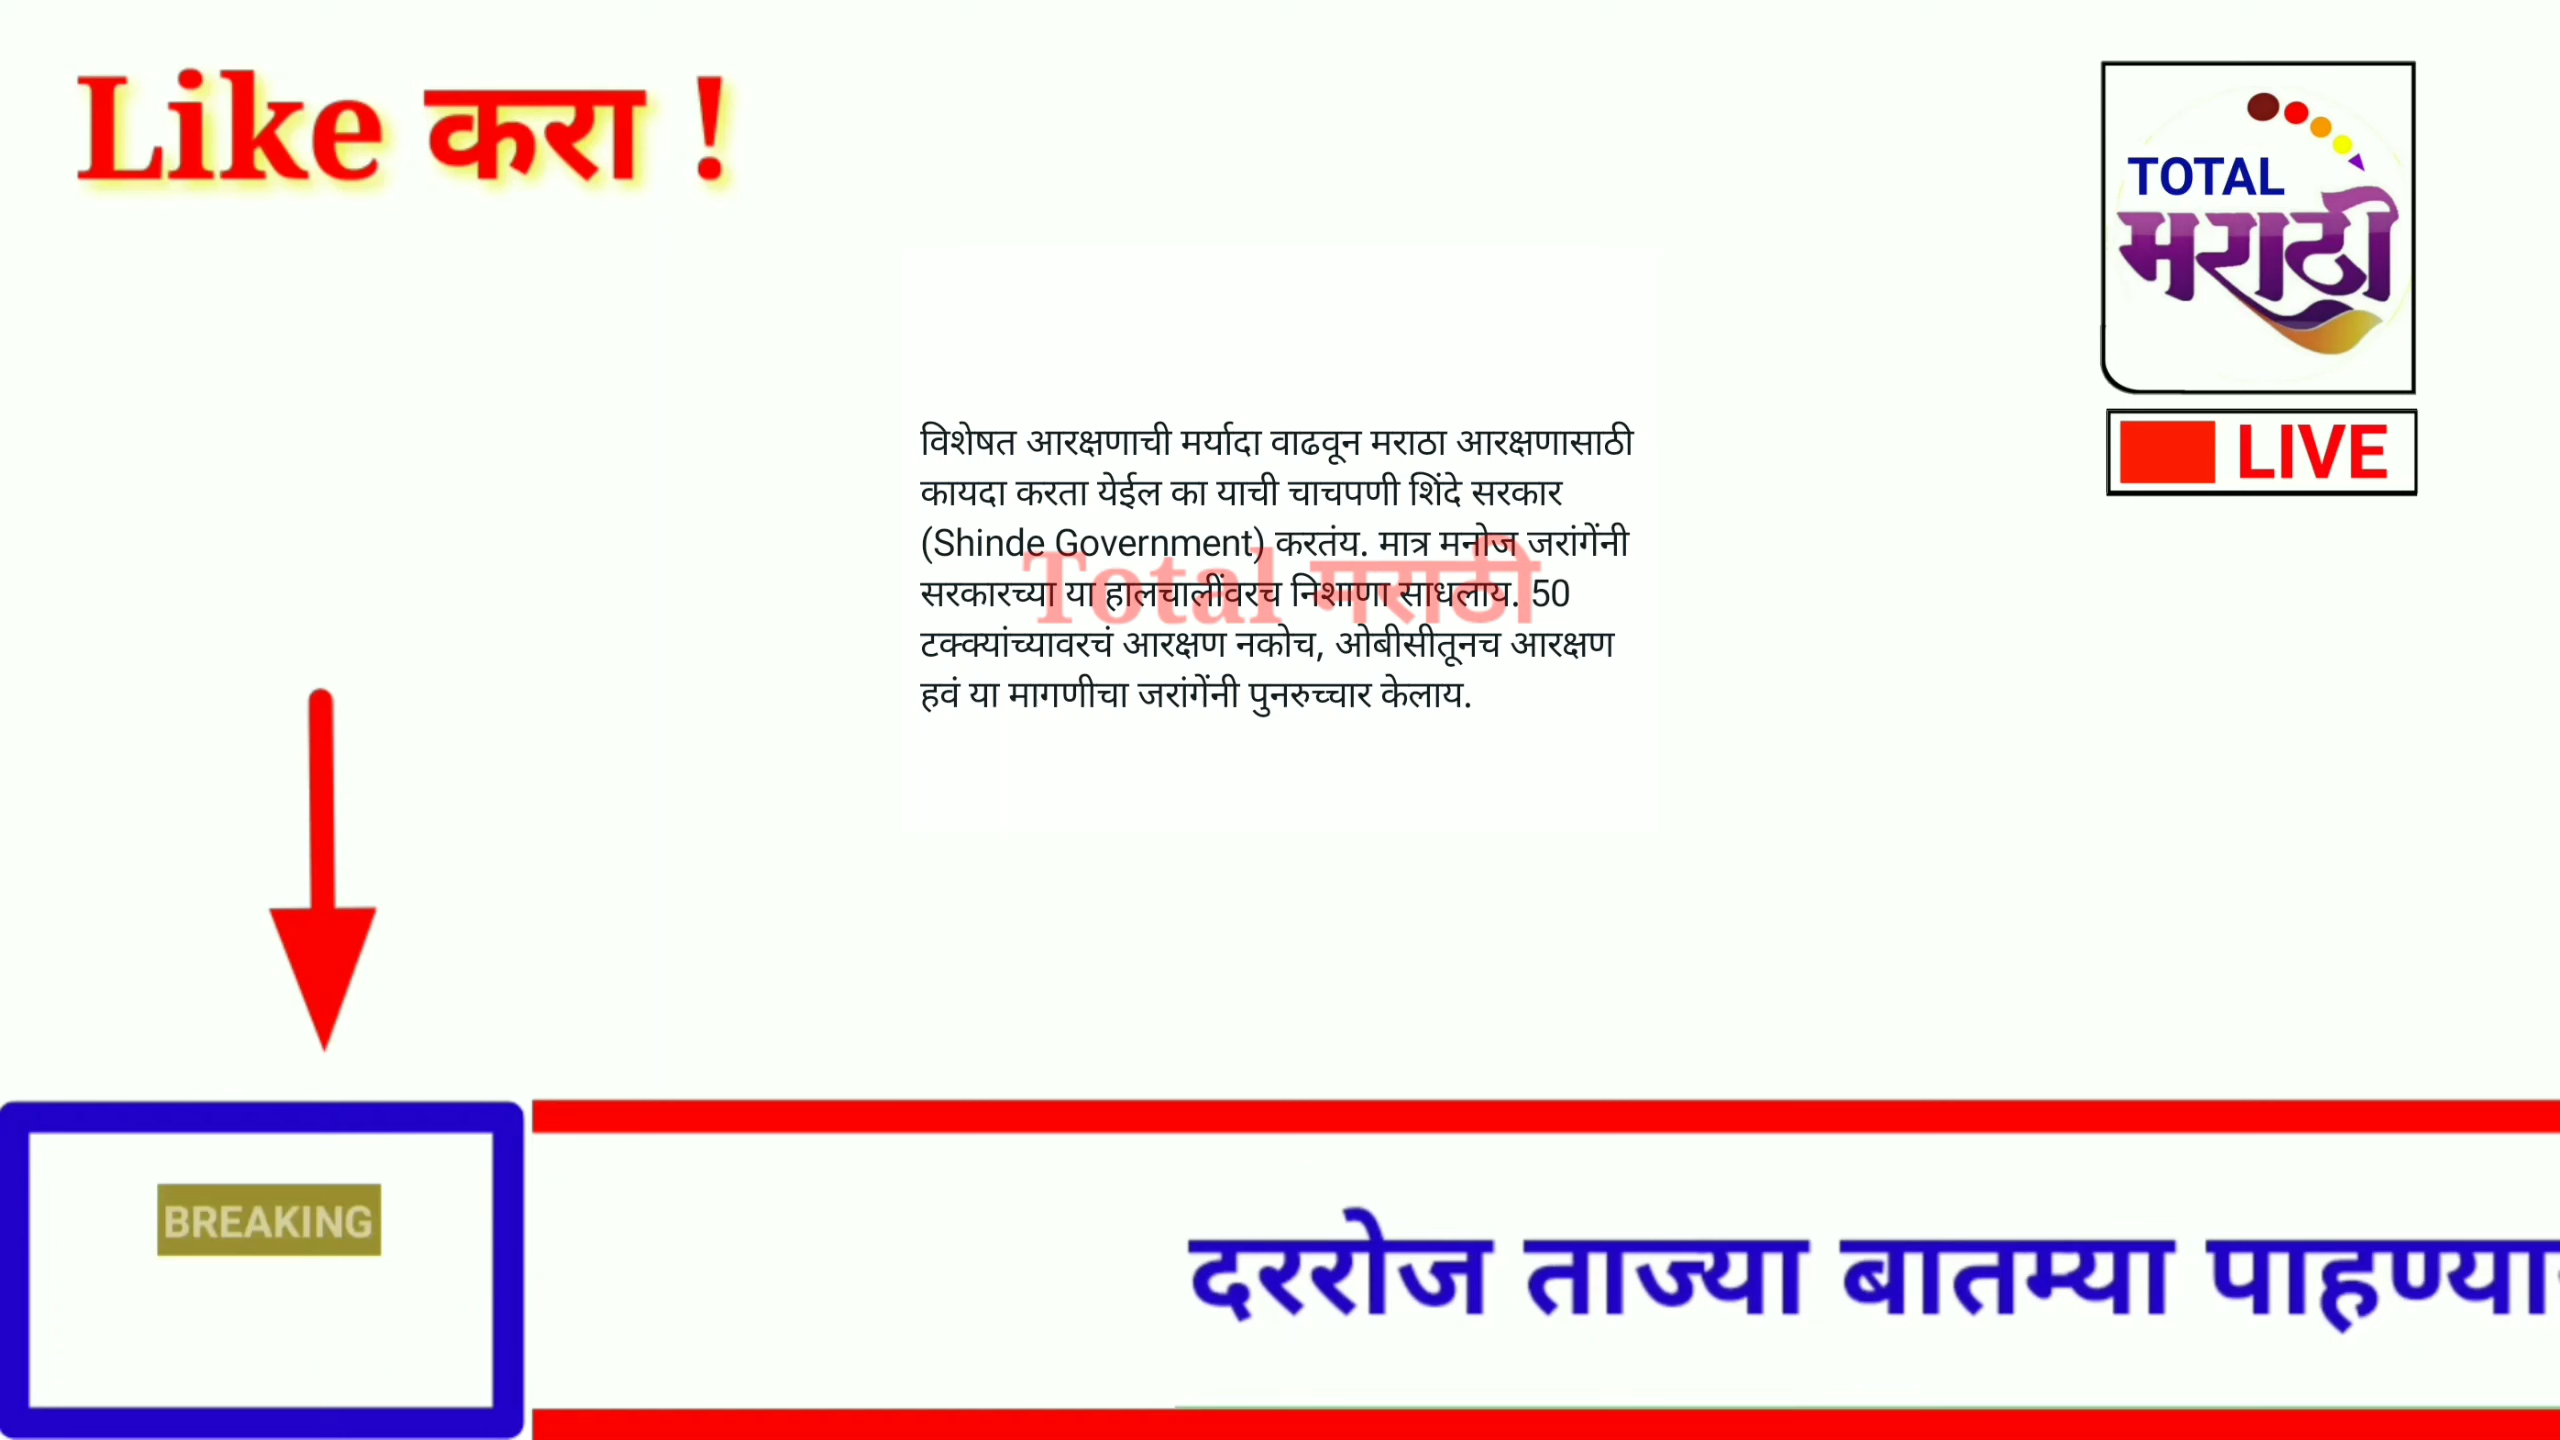 Like करा !
TOTAL
मराठी
LIVE
विशेषत आरक्षणाची मर्यादा वाढवून मराठा आरक्षणासाठी
कायदा करता येईल का याची चाचपणी शिंदे सरकार
(Shinde Government) करतंय. मात्र मनोज जरांगेंनी
सरकारच्या या हालचालींवरच निशाणा साधलाय. 50
टक्क्यांच्यावरचं आरक्षण नकोच, ओबीसीतूनच आरक्षण
हवं या मागणीचा जरांगेंनी पुनरुच्चार केलाय.
Total मराठी
BREAKING
दररोज ताज्या बातम्या